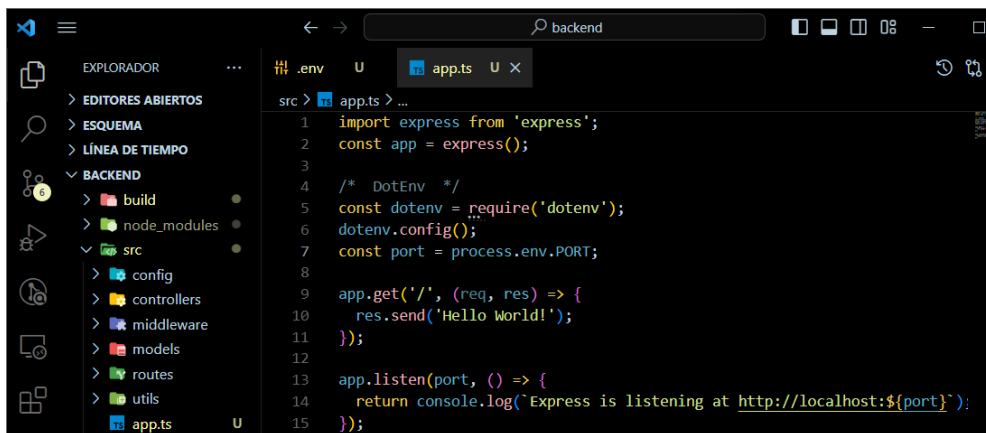 backend
EXPLORADOR ...
EDITORES ABIERTOS
ESQUEMA
LÍNEA DE TIEMPO
BACKEND
build
node_modules
src
config
controllers
middleware
models
routes
utils
TS app.ts U
6
.env U
TS app.ts U
src > TS app.ts > ...
1 import express from 'express';
2 const app = express();
3
4 /*  DotEnv  */
5 const dotenv = require('dotenv');
6 dotenv.config();
7 const port = process.env.PORT;
8
9 app.get('/', (req, res) => {
10   res.send('Hello World!');
11 });
12
13 app.listen(port, () => {
14   return console.log(`Express is listening at http://localhost:${port}`);
15 });